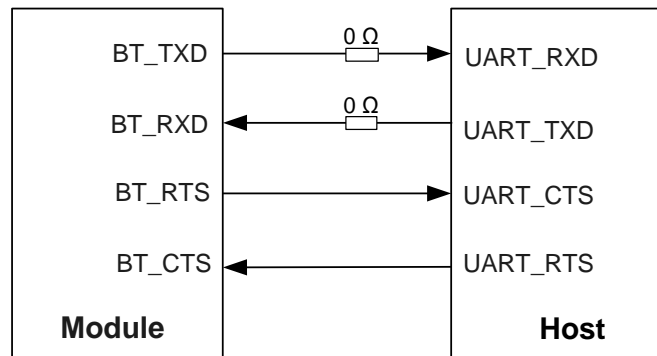 0 Ω
BT_TXD UART_RXD
0 Ω
BT_RXD UART_TXD
BT_RTS UART_CTS
BT_CTS UART_RTS
Module Host